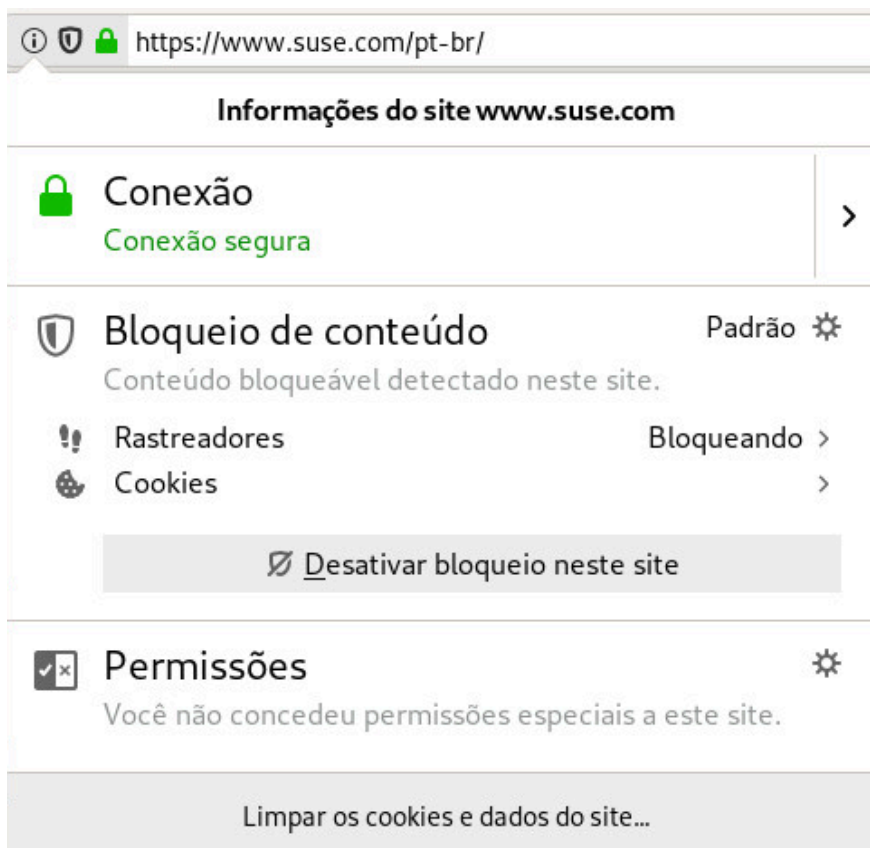 https://www.suse.com/pt-br/
Informações do site www.suse.com
Conexão
Conexão segura
Bloqueio de conteúdo Padrão
Conteúdo bloqueável detectado neste site.
Rastreadores Bloqueando
Cookies
Desativar bloqueio neste site
Permissões
Você não concedeu permissões especiais a este site.
Limpar os cookies e dados do site...